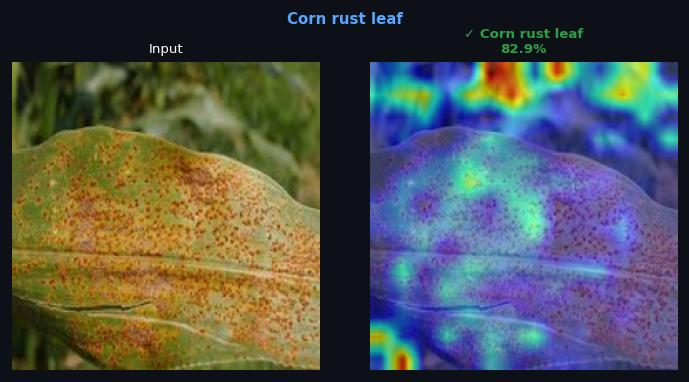 Corn rust leaf
Input
✓ Corn rust leaf
82.9%